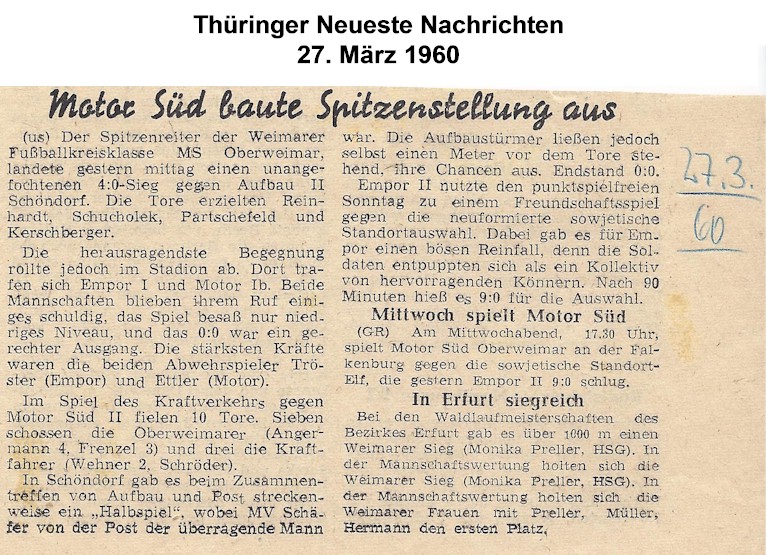 Thüringer Neueste Nachrichten
27. März 1960
Motor Süd baute Spitzenstellung aus
(us) Der Spitzenreiter der Weimarer
Fußballkreisklasse MS Oberweimar,
landete gestern mittag einen unange-
fochtenen 4:0-Sieg gegen Aufbau II
Schöndorf. Die Tore erzielten Rein-
hardt, Schucholek, Partschefeld und
Kerschberger.
Die herausragendste Begegnung
rollte jedoch im Stadion ab. Dort tra-
fen sich Empor I und Motor Ib. Beide
Mannschaften blieben ihrem Ruf eini-
ges schuldig, das Spiel besaß nur nied-
riges Niveau, und das 0:0 war ein ge-
rechter Ausgang. Die stärksten Kräfte
waren die beiden Abwehrspieler Trö-
ster (Empor) und Ettler (Motor).
Im Spiel des Kraftverkehrs gegen
Motor Süd II fielen 10 Tore. Sieben
schossen die Oberweimarer (Anger-
mann 4, Frenzel 3) und drei die Kraft-
fahrer (Wehner 2, Schröder).
In Schöndorf gab es beim Zusammen-
treffen von Aufbau und Post strecken-
weise ein „Halbspiel", wobei MV Schä-
fer von der Post der überragende Mann
war. Die Aufbaustürmer ließen jedoch
selbst einen Meter vor dem Tore ste-
hend, ihre Chancen aus. Endstand 0:0.
Empor II nutzte den punktspielfreien
Sonntag zu einem Freundschaftsspiel
gegen die neuformierte sowjetische
Standortauswahl. Dabei gab es für Em-
por einen bösen Reinfall, denn die Sol-
daten entpuppten sich als ein Kollektiv
von hervorragenden Könnern. Nach 90
Minuten hieß es 9:0 für die Auswahl.
Mittwoch spielt Motor Süd
(GR) Am Mittwochabend, 17.30 Uhr,
spielt Motor Süd Oberweimar an der Fal-
kenburg gegen die sowjetische Standort-
Elf, die gestern Empor II 9:0 schlug.
In Erfurt siegreich
Bei den Waldlaufmeisterschaften des
Bezirkes Erfurt gab es über 1000 m einen
Weimarer Sieg (Monika Preller, HSG). In
der Mannschaftswertung holten sich die
Weimarer Sieg (Monika Preller, HSG). In
der Mannschaftswertung holten sich die
Weimarer Frauen mit Preller, Müller,
Hermann den ersten Platz.
27.3.
60